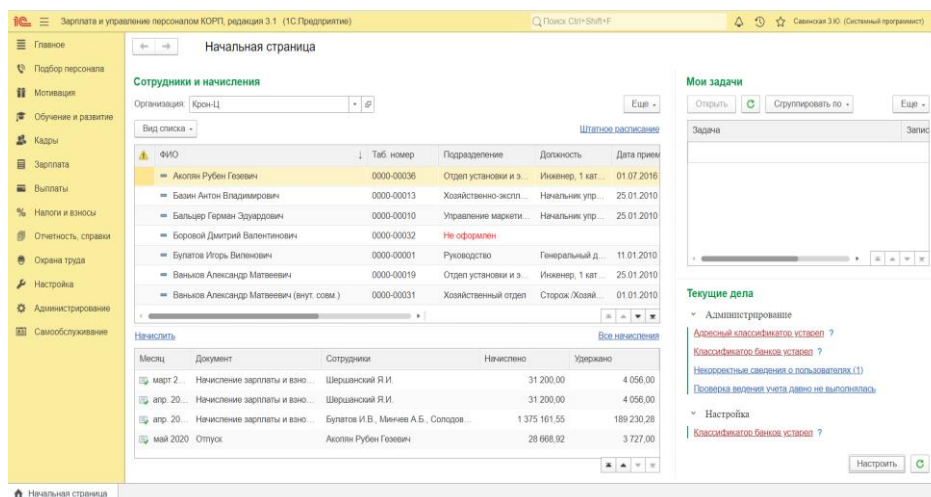 1С Зарплата и управление персоналом КОРП, редакция 3.1 (1С:Предприятие) Поиск Ctrl+Shift+F Савинская З.Ю. (Системный программист)
Главное
Подбор персонала
Мотивация
Обучение и развитие
Кадры
Зарплата
Выплаты
Налоги и взносы
Отчетность, справки
Охрана труда
Настройка
Администрирование
Самообслуживание
Начальная страница
Сотрудники и начисления
Организация: Крон-Ц Еще
Вид списка Штатное расписание
ФИО Таб. номер Подразделение Должность Дата прием
Акопян Рубен Гезевич 0000-00036 Отдел установки и э... Инженер, 1 кат... 01.07.2016
Базин Антон Владимирович 0000-00013 Хозяйственно-экспл... Начальник упр... 25.01.2010
Бальцер Герман Эдуардович 0000-00010 Управление маркети... Начальник упр... 25.01.2010
Боровой Дмитрий Валентинович 0000-00032 Не оформлен
Булатов Игорь Виленович 0000-00001 Руководство Генеральный д... 11.01.2010
Ваньков Александр Матвеевич 0000-00019 Отдел установки и э... Инженер, 1 кат... 25.01.2010
Ваньков Александр Матвеевич (внут. совм.) 0000-00031 Хозяйственный отдел Сторож /Хозяй... 01.01.2010
Начислить Все начисления
Месяц Документ Сотрудники Начислено Удержано
март 2... Начисление зарплаты и взно... Шершанский Я.И. 31 200,00 4 056,00
апр. 20... Начисление зарплаты и взно... Шершанский Я.И. 31 200,00 4 056,00
апр. 20... Начисление зарплаты и взно... Булатов И.В., Минчев А.Б., Солодов... 1 375 161,55 189 230,28
май 2020 Отпуск Акопян Рубен Гезевич 28 668,92 3 727,00
Мои задачи
Открыть Сгруппировать по Еще
Задача Запис
Текущие дела
Администрирование
Адресный классификатор устарел ?
Классификатор банков устарел ?
Некорректные сведения о пользователях (1)
Проверка ведения учета давно не выполнялась
Настройка
Классификатор банков устарел ?
Настроить
Начальная страница